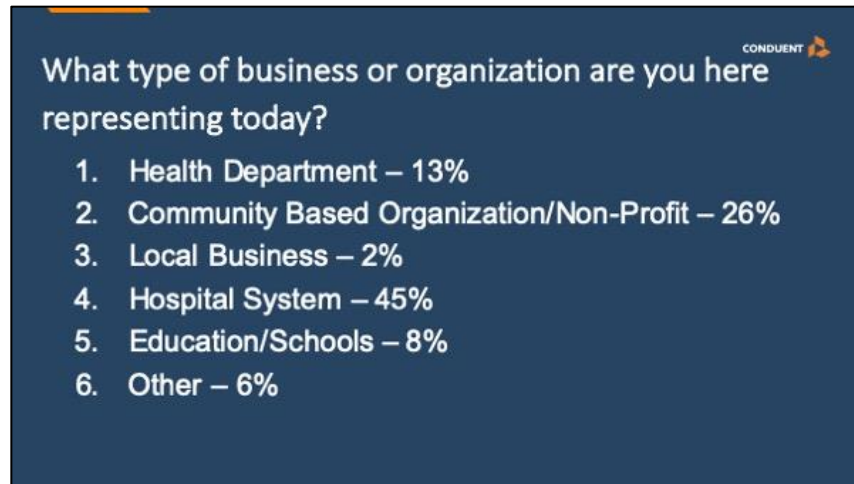 CONDUENT
What type of business or organization are you here
representing today?
1. Health Department – 13%
2. Community Based Organization/Non-Profit – 26%
3. Local Business – 2%
4. Hospital System – 45%
5. Education/Schools – 8%
6. Other – 6%